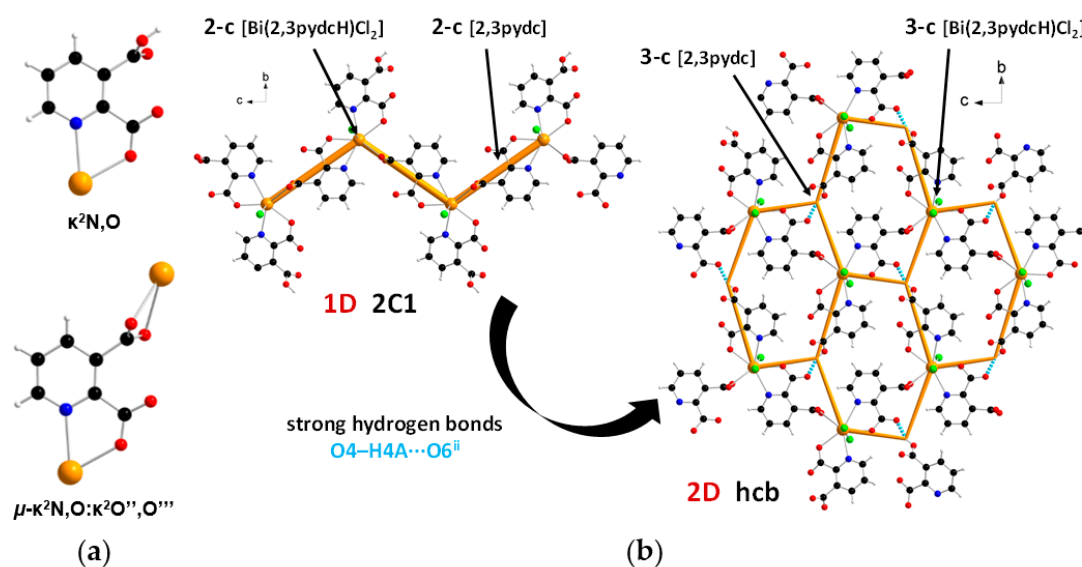 κ²N,O
μ-κ²N,O:κ²O'',O'''
(a)
2-c [Bi(2,3pydcH)Cl₂]
2-c [2,3pydc]
b
c
1D 2C1
strong hydrogen bonds
O4–H4A⋯O6ⁱⁱ
3-c [2,3pydc]
3-c [Bi(2,3pydcH)Cl₂]
b
c
2D hcb
(b)